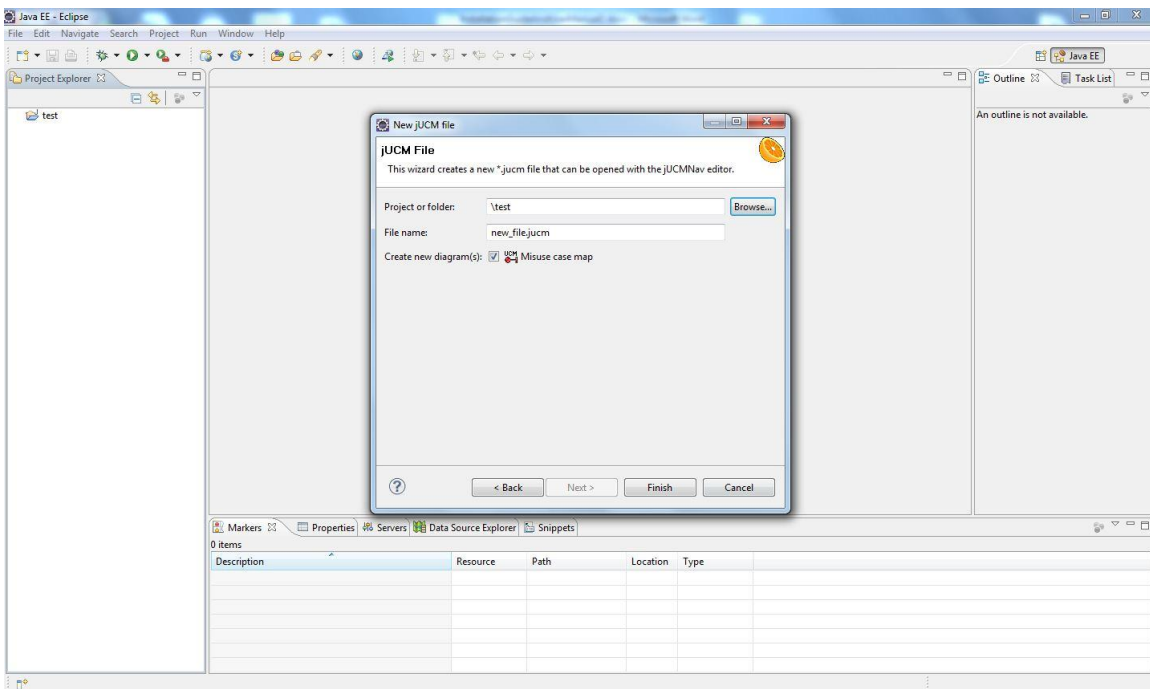 Java EE - Eclipse
File Edit Navigate Search Project Run Window Help
Java EE
Project Explorer
Outline Task List
test
An outline is not available.
New jUCM file
jUCM File
This wizard creates a new *.jucm file that can be opened with the jUCMNav editor.
Project or folder: \test Browse...
File name: new_file.jucm
Create new diagram(s): UCM Misuse case map
? < Back Next > Finish Cancel
Markers Properties Servers Data Source Explorer Snippets
0 items
Description Resource Path Location Type